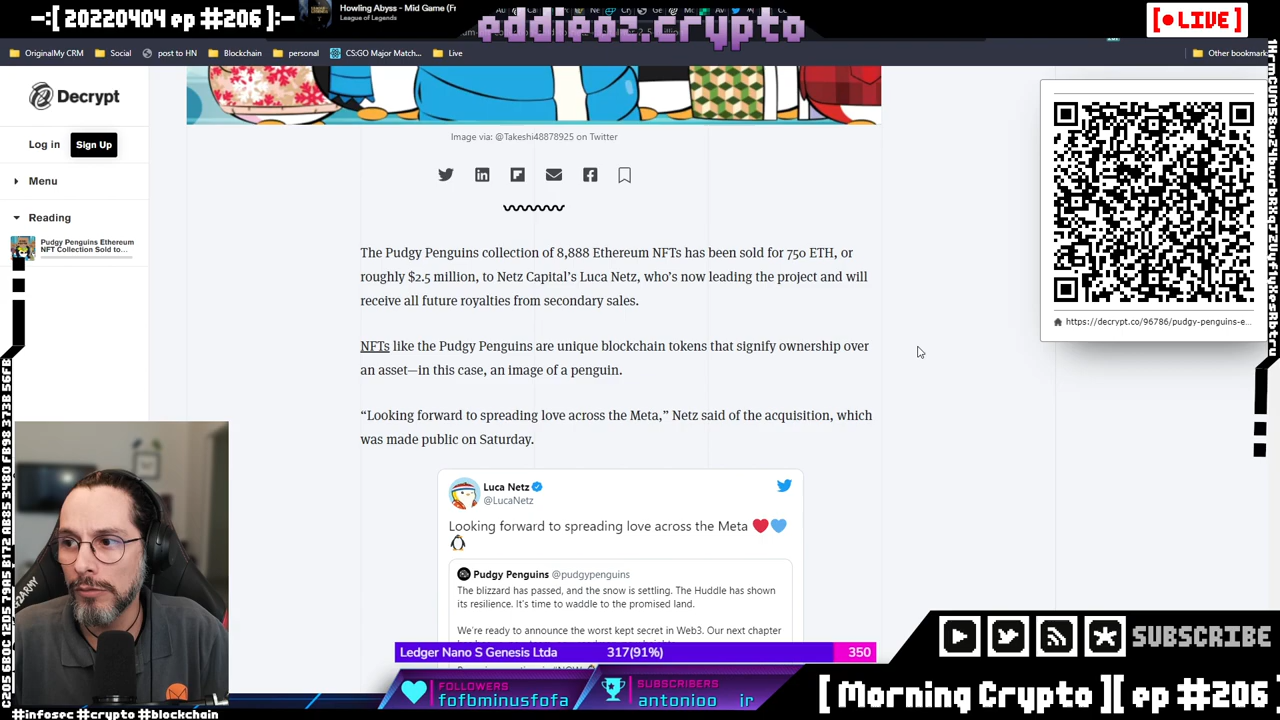 -:[ 20220404 ep #206 ]:-
Howling Abyss - Mid Game (Fr
League of Legends
eddieoz.crypto
[● LIVE ]
OriginalMy CRM
Social
post to HN
Blockchain
personal
CS:GO Major Match...
Live
Other bookmark
Decrypt
Log in
Sign Up
Menu
Reading
Pudgy Penguins Ethereum
NFT Collection Sold to...
Image via: @Takeshi48878925 on Twitter
The Pudgy Penguins collection of 8,888 Ethereum NFTs has been sold for 750 ETH, or
roughly $2.5 million, to Netz Capital’s Luca Netz, who’s now leading the project and will
receive all future royalties from secondary sales.
NFTs like the Pudgy Penguins are unique blockchain tokens that signify ownership over
an asset—in this case, an image of a penguin.
“Looking forward to spreading love across the Meta,” Netz said of the acquisition, which
was made public on Saturday.
Luca Netz
@LucaNetz
Looking forward to spreading love across the Meta ❤️💙
🐧
Pudgy Penguins @pudgypenguins
The blizzard has passed, and the snow is settling. The Huddle has shown
its resilience. It's time to waddle to the promised land.
We're ready to announce the worst kept secret in Web3. Our next chapter
https://decrypt.co/96786/pudgy-penguins-e...
Ledger Nano S Genesis Ltda 317(91%) 350
FOLLOWERS
fofbminusfofa
SUBSCRIBERS
antonioo jr
SUBSCRIBE
[ Morning Crypto ][ ep #206 ]
#infosec #crypto #blockchain